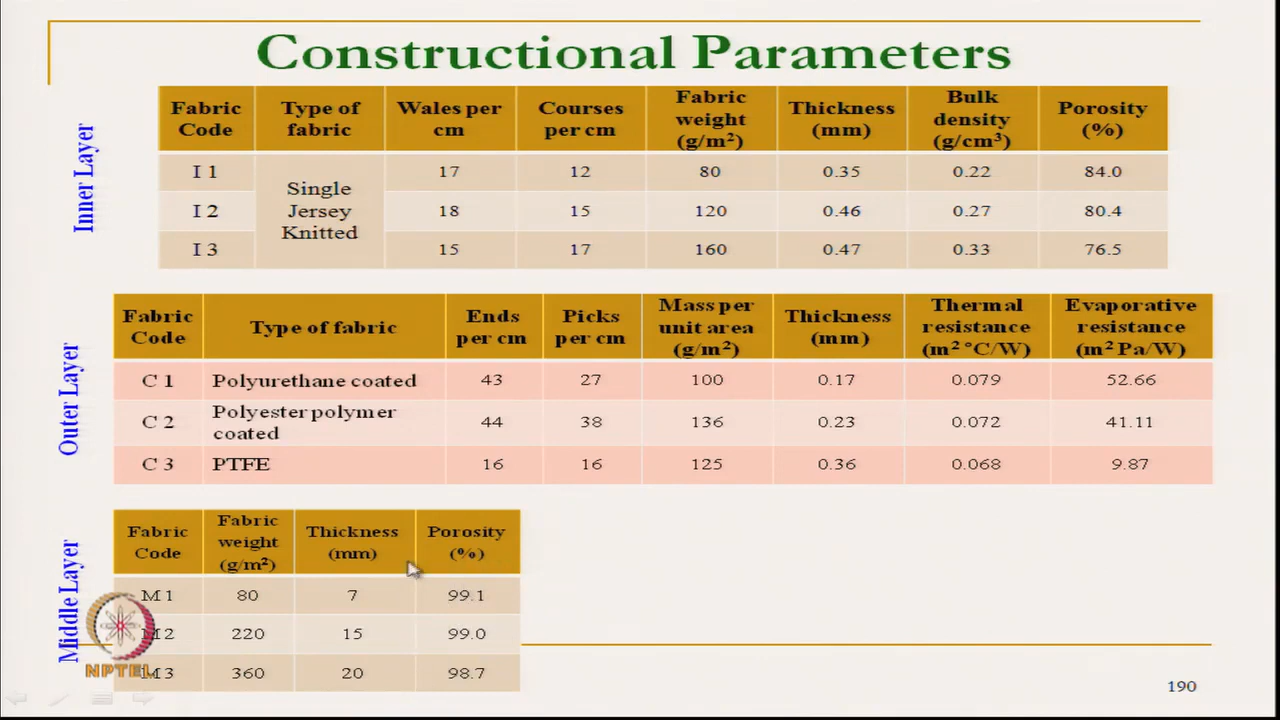 Constructional Parameters
Inner Layer
Fabric Code Type of fabric Wales per cm Courses per cm Fabric weight (g/m²) Thickness (mm) Bulk density (g/cm³) Porosity (%)
I 1 Single Jersey Knitted 17 12 80 0.35 0.22 84.0
I 2 18 15 120 0.46 0.27 80.4
I 3 15 17 160 0.47 0.33 76.5
Outer Layer
Fabric Code Type of fabric Ends per cm Picks per cm Mass per unit area (g/m²) Thickness (mm) Thermal resistance (m² °C/W) Evaporative resistance (m² Pa/W)
C 1 Polyurethane coated 43 27 100 0.17 0.079 52.66
C 2 Polyester polymer coated 44 38 136 0.23 0.072 41.11
C 3 PTFE 16 16 125 0.36 0.068 9.87
Middle Layer
Fabric Code Fabric weight (g/m²) Thickness (mm) Porosity (%)
M 1 80 7 99.1
M 2 220 15 99.0
M 3 360 20 98.7
NPTEL
190